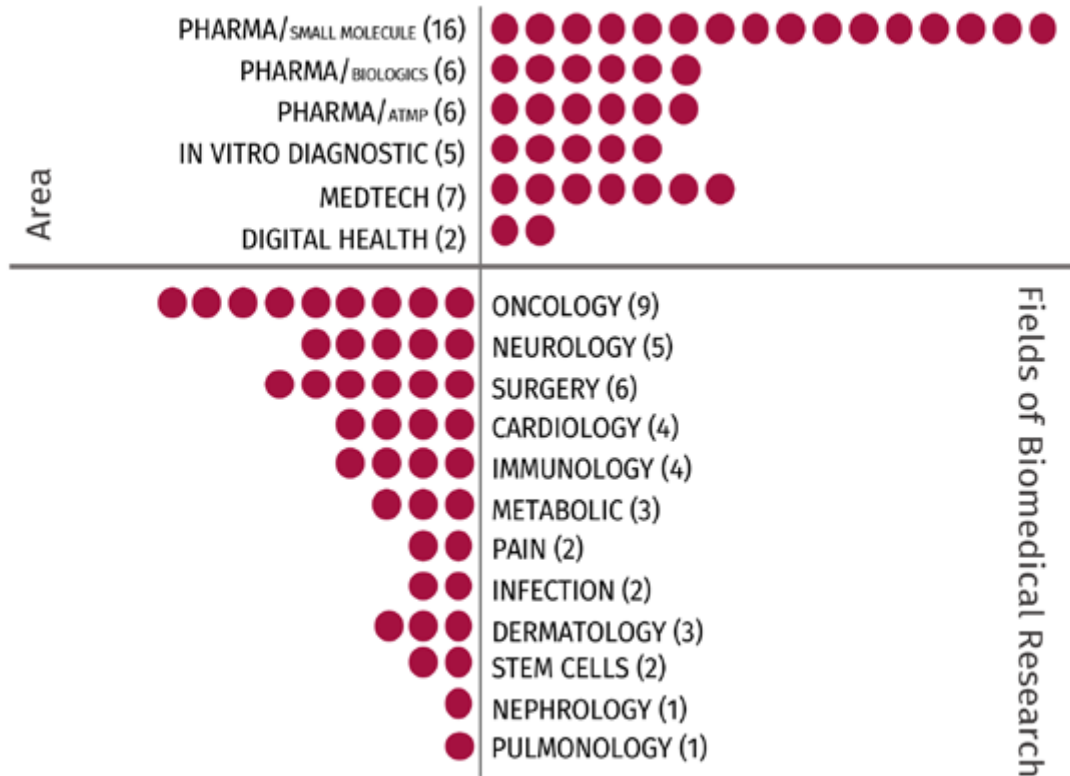 PHARMA/SMALL MOLECULE (16)
PHARMA/BIOLOGICS (6)
PHARMA/ATMP (6)
IN VITRO DIAGNOSTIC (5)
MEDTECH (7)
DIGITAL HEALTH (2)
Area
ONCOLOGY (9)
NEUROLOGY (5)
SURGERY (6)
CARDIOLOGY (4)
IMMUNOLOGY (4)
METABOLIC (3)
PAIN (2)
INFECTION (2)
DERMATOLOGY (3)
STEM CELLS (2)
NEPHROLOGY (1)
PULMONOLOGY (1)
Fields of Biomedical Research